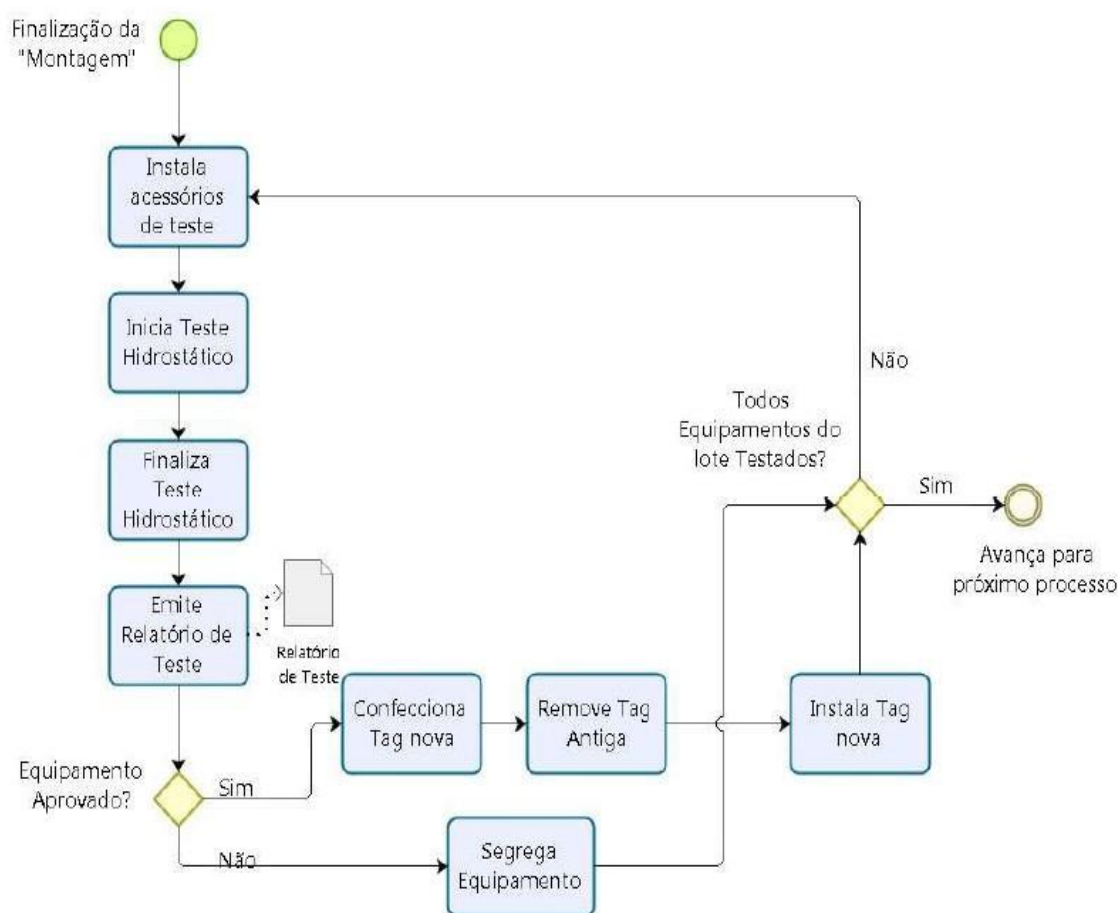 Finalização da
"Montagem"
Instala
acessórios
de teste
Inicia Teste
Hidrostático
Finaliza
Teste
Hidrostático
Emite
Relatório de
Teste
Relatório
de Teste
Equipamento
Aprovado?
Sim
Não
Confecciona
Tag nova
Remove Tag
Antiga
Instala Tag
nova
Segrega
Equipamento
Todos
Equipamentos do
lote Testados?
Não
Sim
Avança para
próximo processo